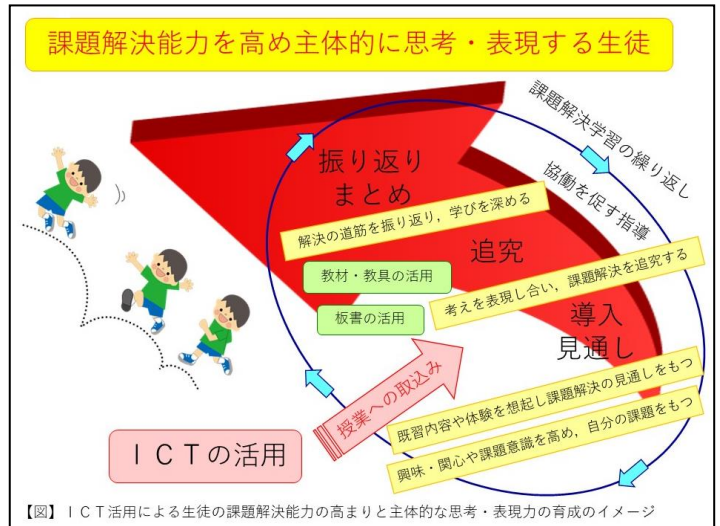 課題解決能力を高め主体的に思考・表現する生徒
課題解決学習の繰り返し
協働を促す指導
振り返り
まとめ
解決の道筋を振り返り，学びを深める
追究
教材・教具の活用
考えを表現し合い，課題解決を追究する
板書の活用
導入
見通し
授業への取込み
既習内容や体験を想起し課題解決の見通しをもつ
興味・関心や課題意識を高め，自分の課題をもつ
ＩＣＴの活用
【図】ＩＣＴ活用による生徒の課題解決能力の高まりと主体的な思考・表現力の育成のイメージ